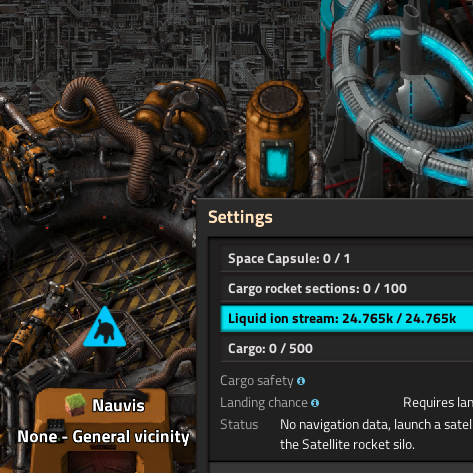 Settings
Space Capsule: 0 / 1
Cargo rocket sections: 0 / 100
Liquid ion stream: 24.765k / 24.765k
Cargo: 0 / 500
Cargo safety
Landing chance
Requires lan
Status
No navigation data, launch a satel
the Satellite rocket silo.
Nauvis
None - General vicinity